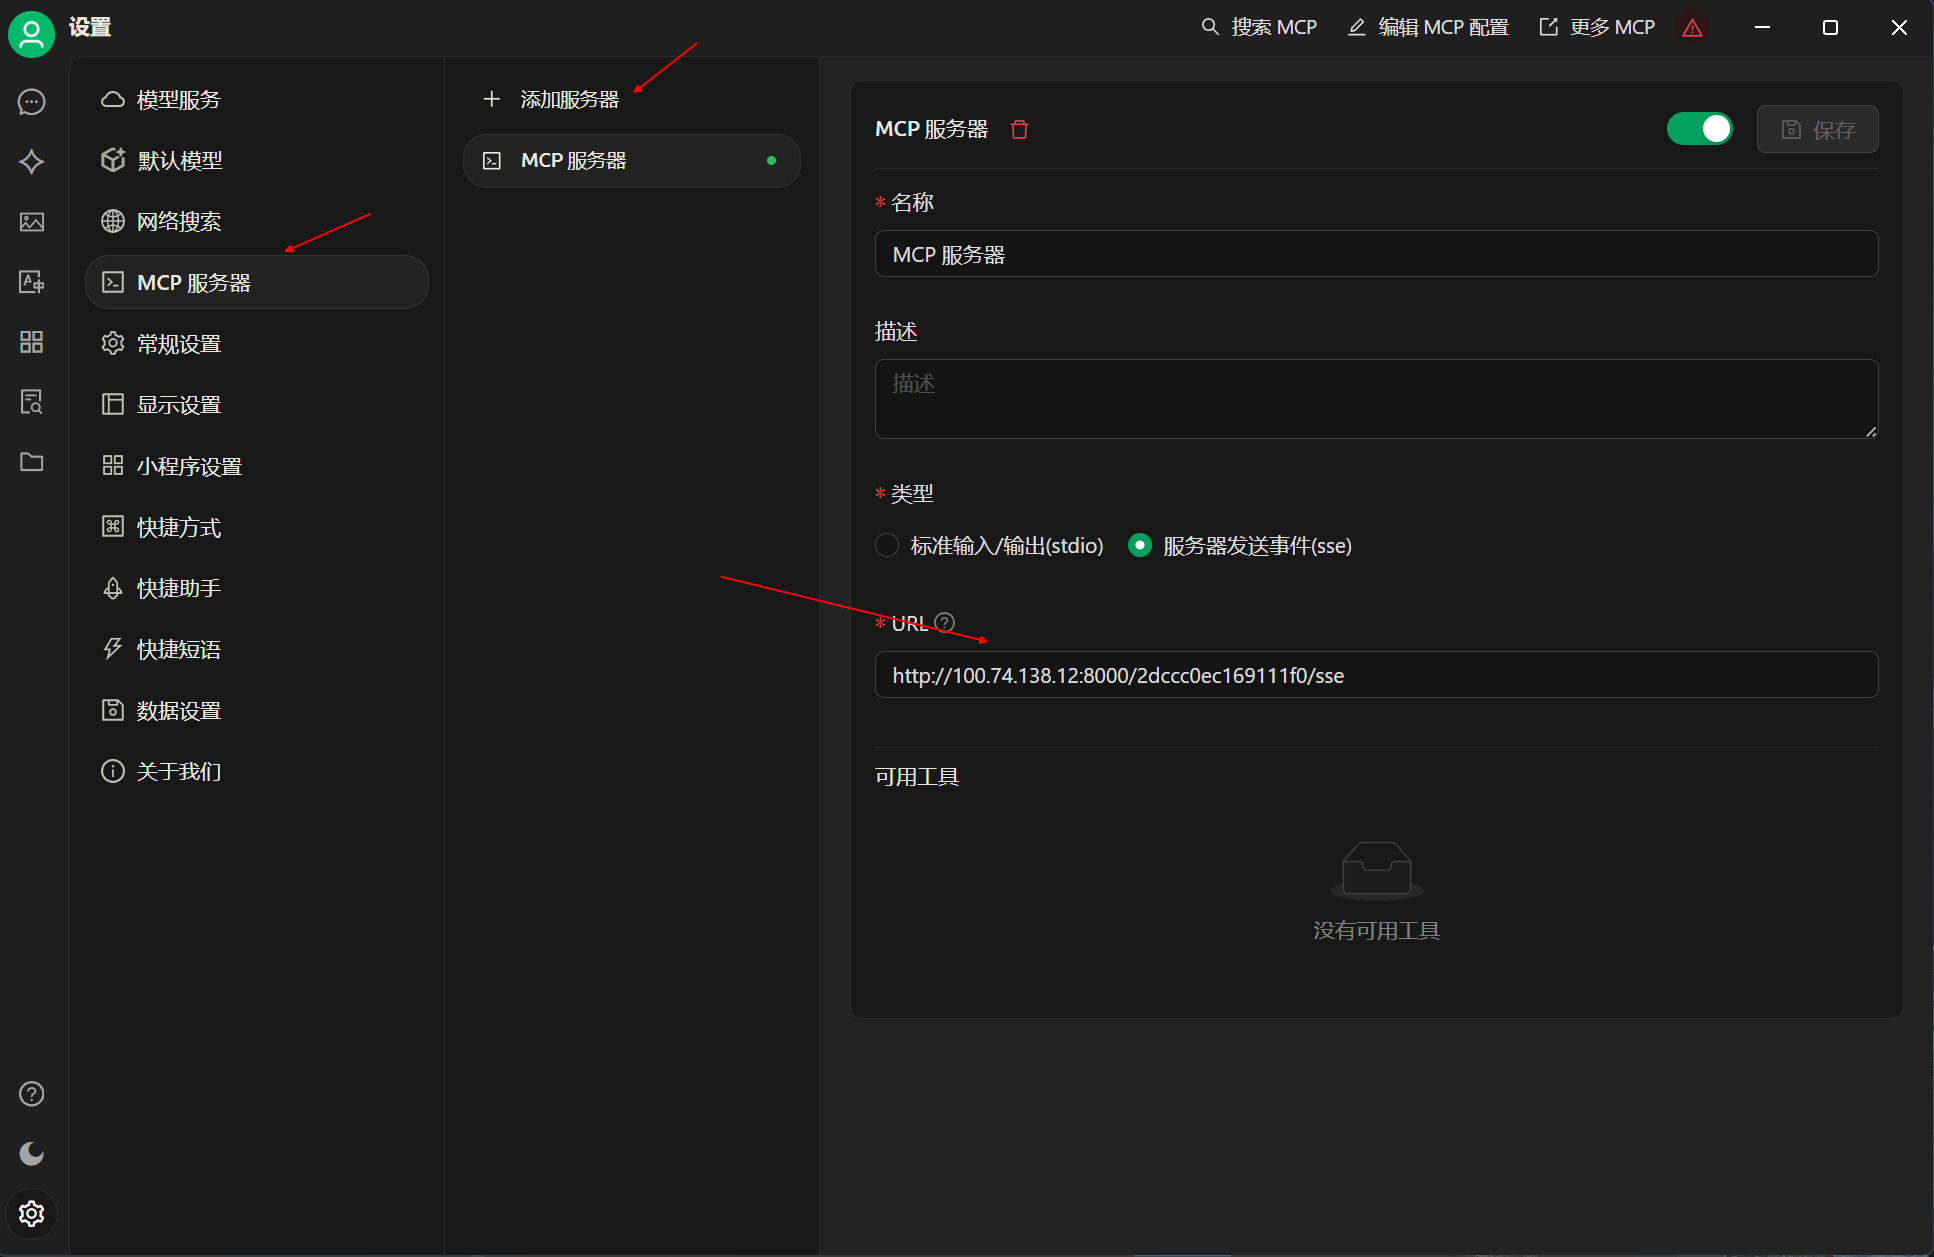 设置
搜索 MCP
编辑 MCP 配置
更多 MCP
模型服务
默认模型
网络搜索
MCP 服务器
常规设置
显示设置
小程序设置
快捷方式
快捷助手
快捷短语
数据设置
关于我们
添加服务器
MCP 服务器
MCP 服务器
保存
* 名称
MCP 服务器
描述
描述
* 类型
标准输入/输出(stdio)
服务器发送事件(sse)
* URL
http://100.74.138.12:8000/2dccc0ec169111f0/sse
可用工具
没有可用工具